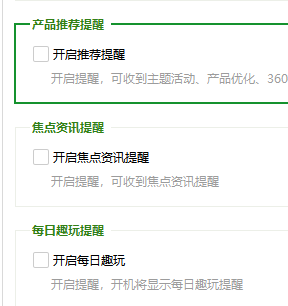 产品推荐提醒
开启推荐提醒
开启提醒，可收到主题活动、产品优化、360
焦点资讯提醒
开启焦点资讯提醒
开启提醒，可收到焦点资讯提醒
每日趣玩提醒
开启每日趣玩
开启提醒，开机将显示每日趣玩提醒